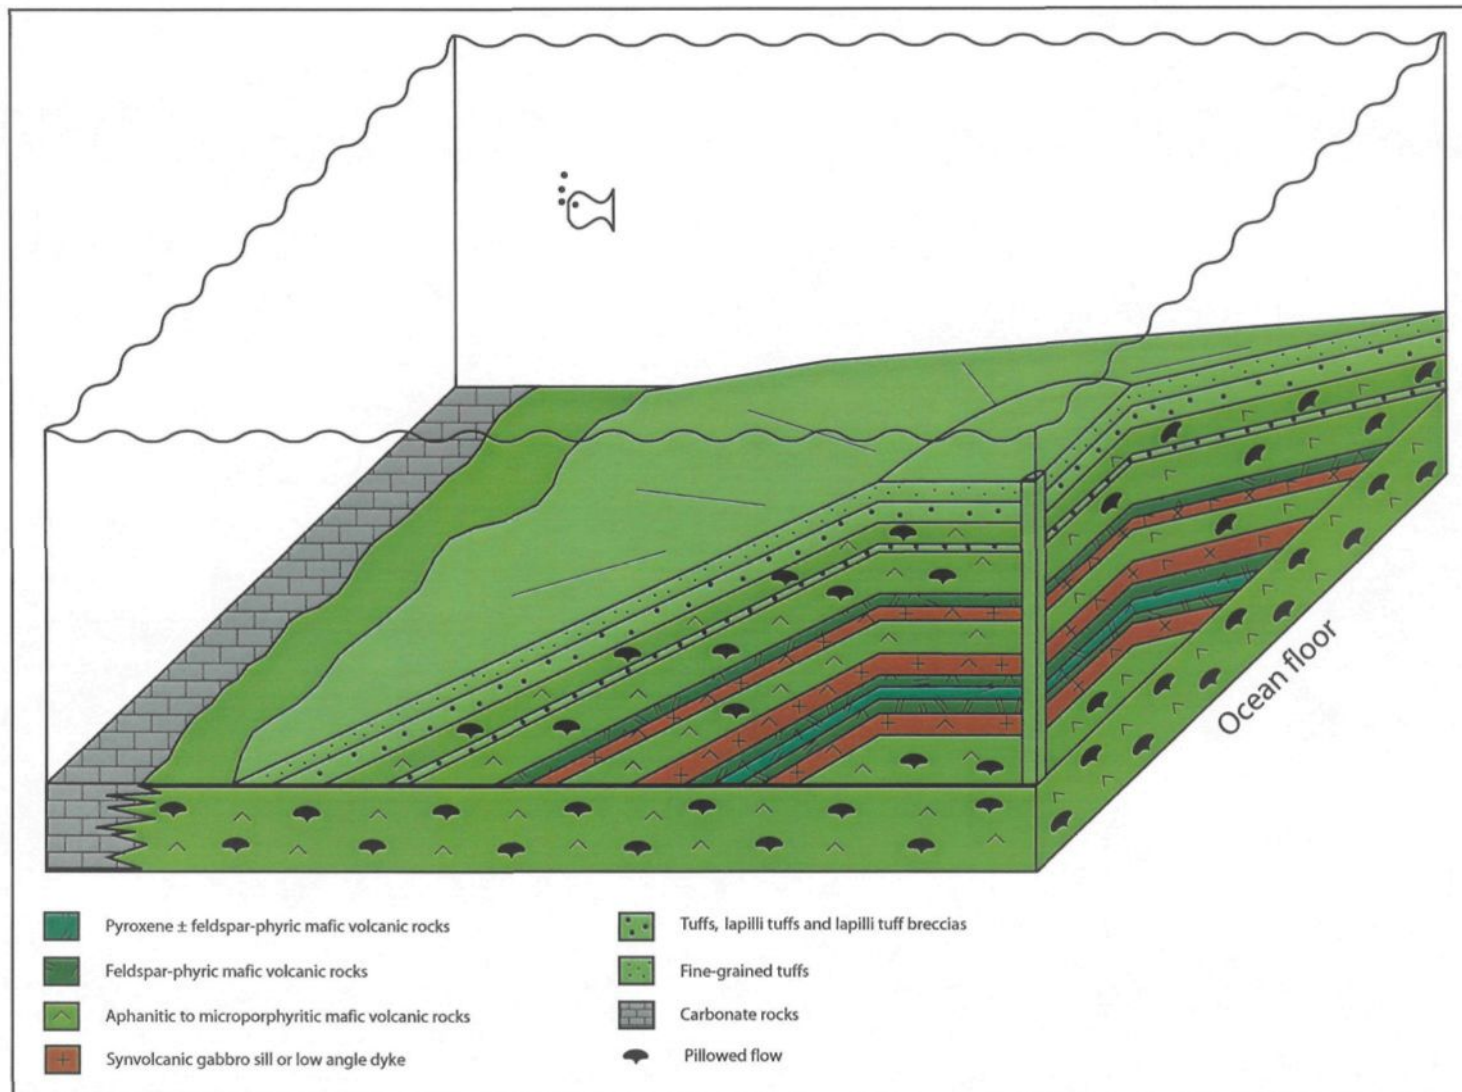 Ocean floor
Pyroxene ± feldspar-phyric mafic volcanic rocks
Feldspar-phyric mafic volcanic rocks
Aphanitic to microporphyritic mafic volcanic rocks
Synvolcanic gabbro sill or low angle dyke
Tuffs, lapilli tuffs and lapilli tuff breccias
Fine-grained tuffs
Carbonate rocks
Pillowed flow